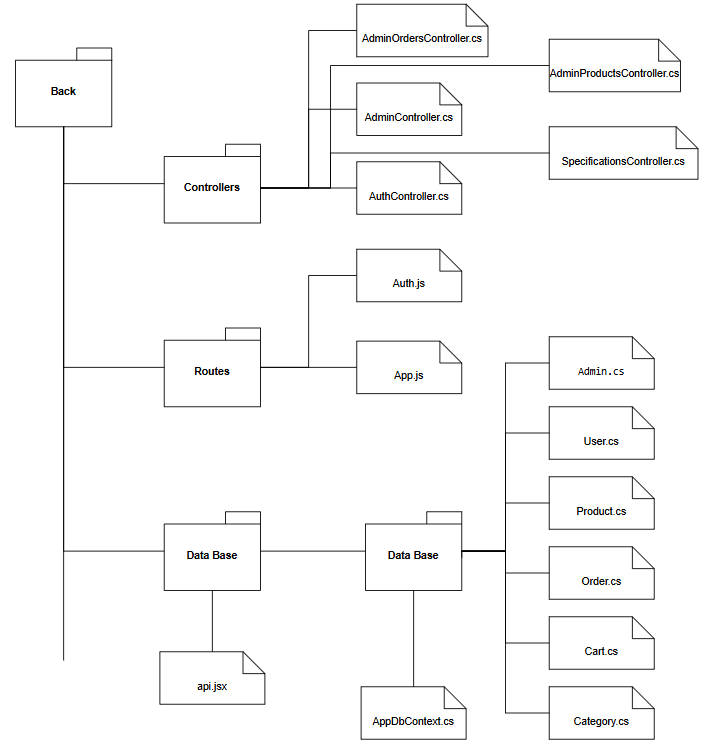 Back
Controllers
AdminOrdersController.cs
AdminProductsController.cs
AdminController.cs
SpecificationsController.cs
AuthController.cs
Routes
Auth.js
App.js
Data Base
api.jsx
Data Base
AppDbContext.cs
Admin.cs
User.cs
Product.cs
Order.cs
Cart.cs
Category.cs